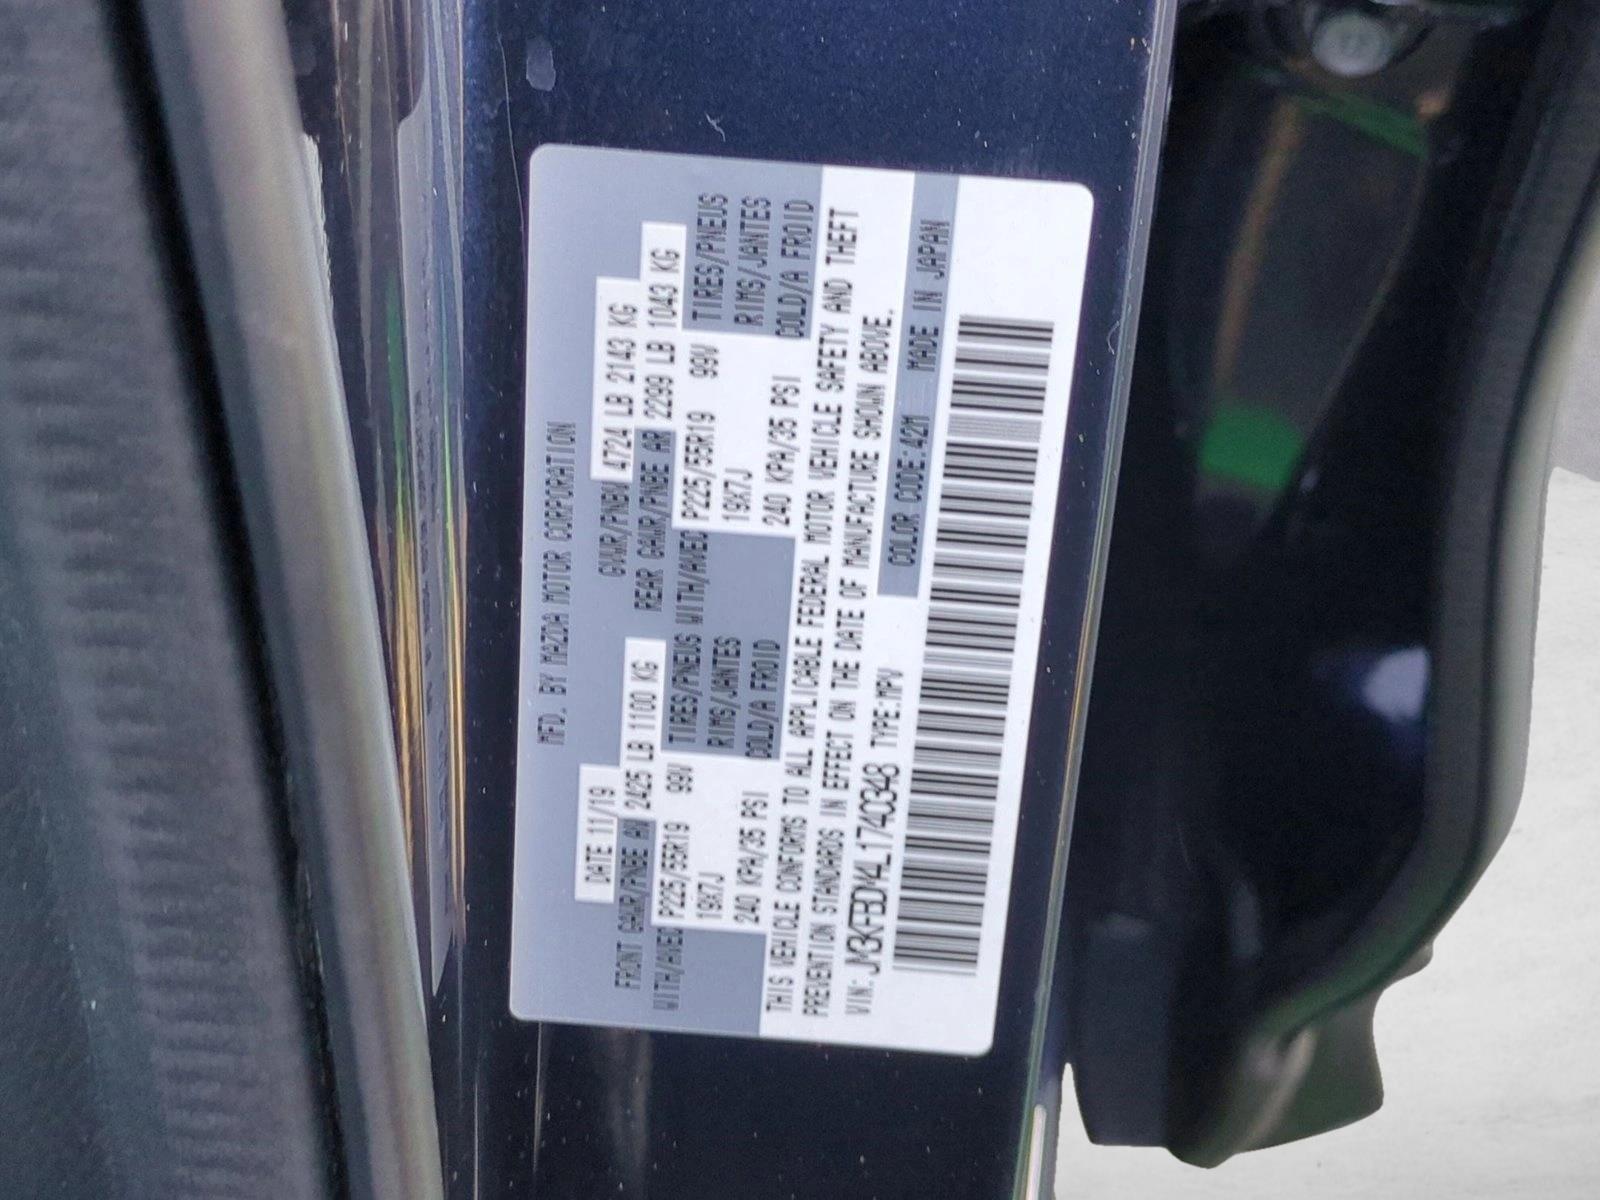 MFD. BY MAZDA MOTOR CORPORATION
DATE 11/19 GVWR/PNBV 4724 LB 2143 KG
FRONT GAWR/PNBE AV 2425 LB 1100 KG REAR GAWR/PNBE AR 2299 LB 1043 KG
WITH/AVEC P225/55R19 99V TIRES/PNEUS WITH/AVEC P225/55R19 99V TIRES/PNEUS
19X7J RIMS/JANTES 19X7J RIMS/JANTES
240 KPA/35 PSI COLD/A FROID 240 KPA/35 PSI COLD/A FROID
THIS VEHICLE CONFORMS TO ALL APPLICABLE FEDERAL MOTOR VEHICLE SAFETY AND THEFT
PREVENTION STANDARDS IN EFFECT ON THE DATE OF MANUFACTURE SHOWN ABOVE.
VIN: JM3KFBDM4L1740348 TYPE:MPV COLOR CODE:42M MADE IN JAPAN